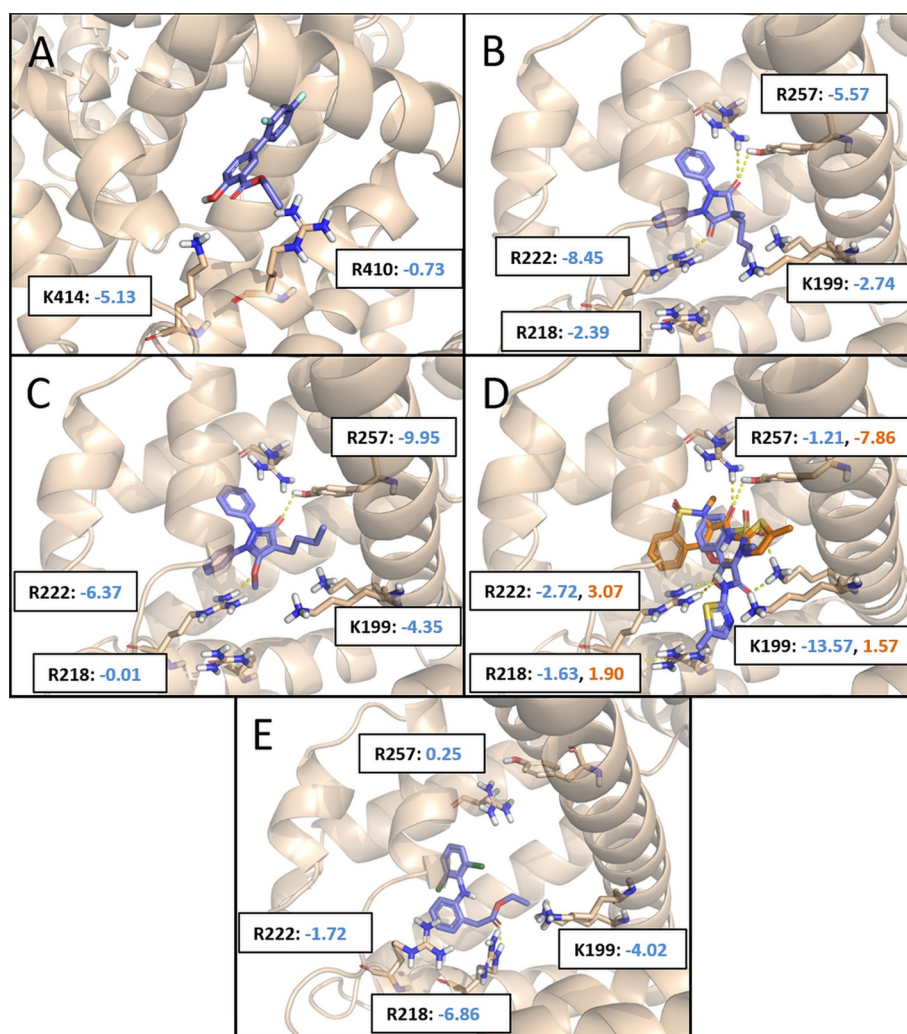 A
K414: -5.13
R410: -0.73
B
R257: -5.57
R222: -8.45
K199: -2.74
R218: -2.39
C
R257: -9.95
R222: -6.37
K199: -4.35
R218: -0.01
D
R257: -1.21, -7.86
R222: -2.72, 3.07
K199: -13.57, 1.57
R218: -1.63, 1.90
E
R257: 0.25
R222: -1.72
K199: -4.02
R218: -6.86